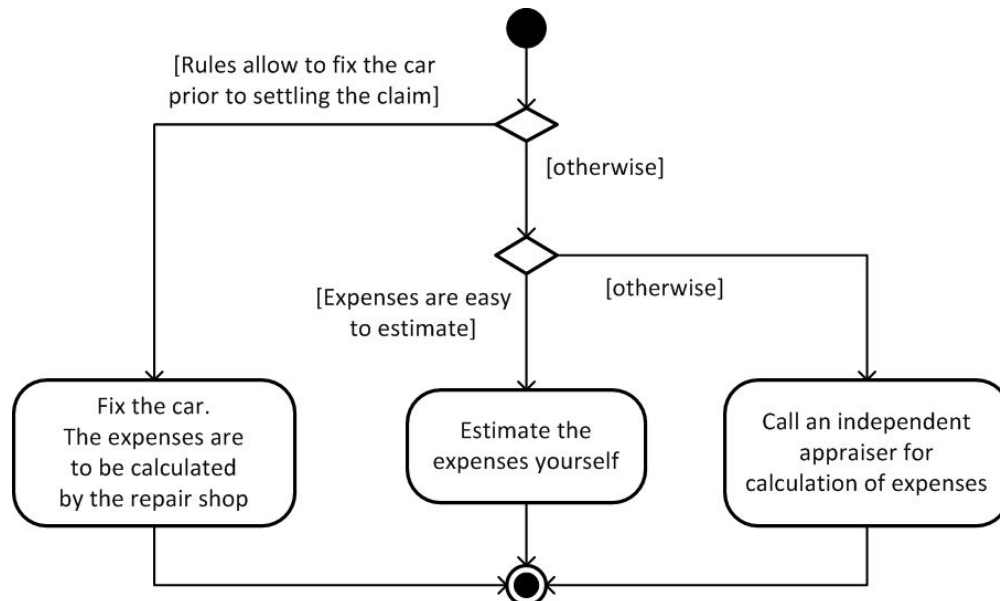 [Rules allow to fix the car
prior to settling the claim]
[otherwise]
[Expenses are easy
to estimate]
[otherwise]
Fix the car.
The expenses are
to be calculated
by the repair shop
Estimate the
expenses yourself
Call an independent
appraiser for
calculation of expenses